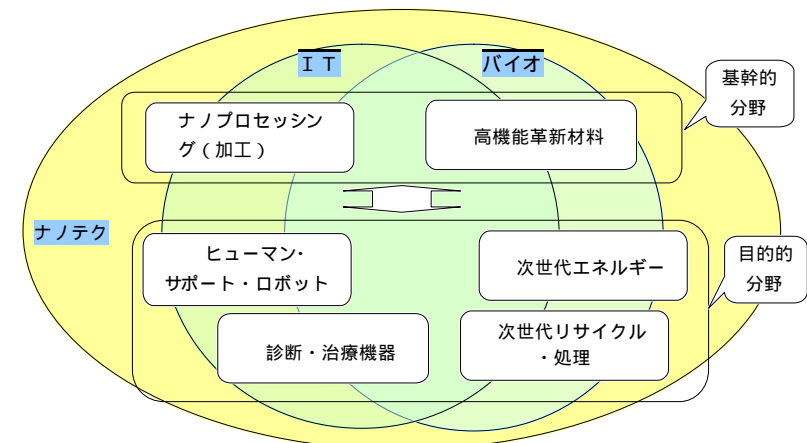 ＩＴ
バイオ
基幹的
分野
ナノプロセッシン
グ（加工）
高機能革新材料
ナノテク
ヒューマン・
サポート・ロボット
次世代エネルギー
目的的
分野
診断・治療機器
次世代リサイクル
・処理